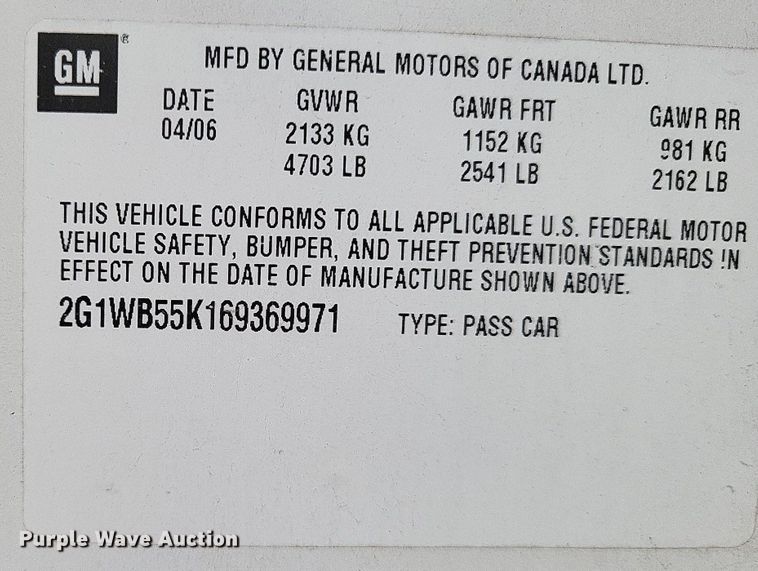 GM ®
MFD BY GENERAL MOTORS OF CANADA LTD.
DATE GVWR GAWR FRT GAWR RR
04/06 2133 KG 1152 KG 981 KG
4703 LB 2541 LB 2162 LB
THIS VEHICLE CONFORMS TO ALL APPLICABLE U.S. FEDERAL MOTOR
VEHICLE SAFETY, BUMPER, AND THEFT PREVENTION STANDARDS IN
EFFECT ON THE DATE OF MANUFACTURE SHOWN ABOVE.
2G1WB55K169369971 TYPE: PASS CAR
Purple Wave Auction